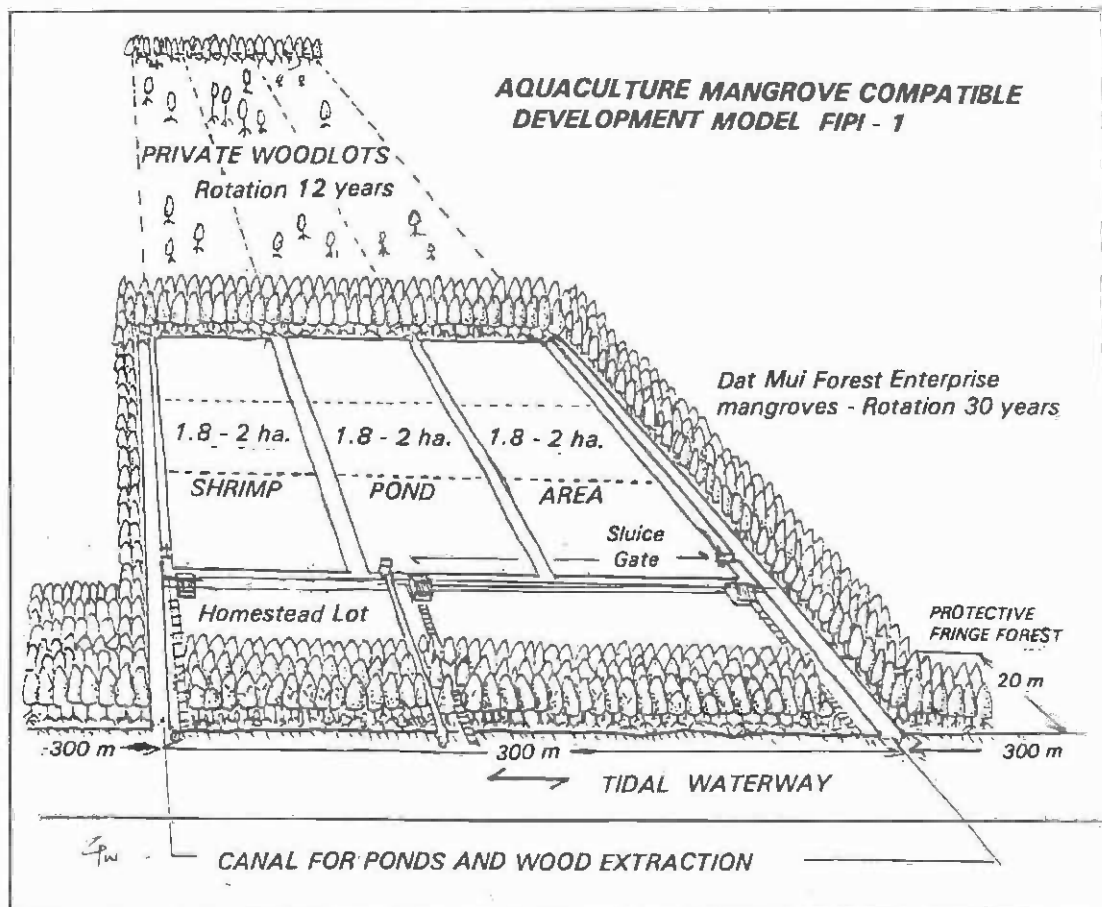 AQUACULTURE MANGROVE COMPATIBLE
DEVELOPMENT MODEL FIPI - 1
PRIVATE WOODLOTS
Rotation 12 years
Dat Mui Forest Enterprise
mangroves - Rotation 30 years
1.8 - 2 ha. 1.8 - 2 ha. 1.8 - 2 ha.
SHRIMP POND AREA
Sluice
Gate
Homestead Lot
PROTECTIVE
FRINGE FOREST
20 m
300 m 300 m 300 m
TIDAL WATERWAY
CANAL FOR PONDS AND WOOD EXTRACTION